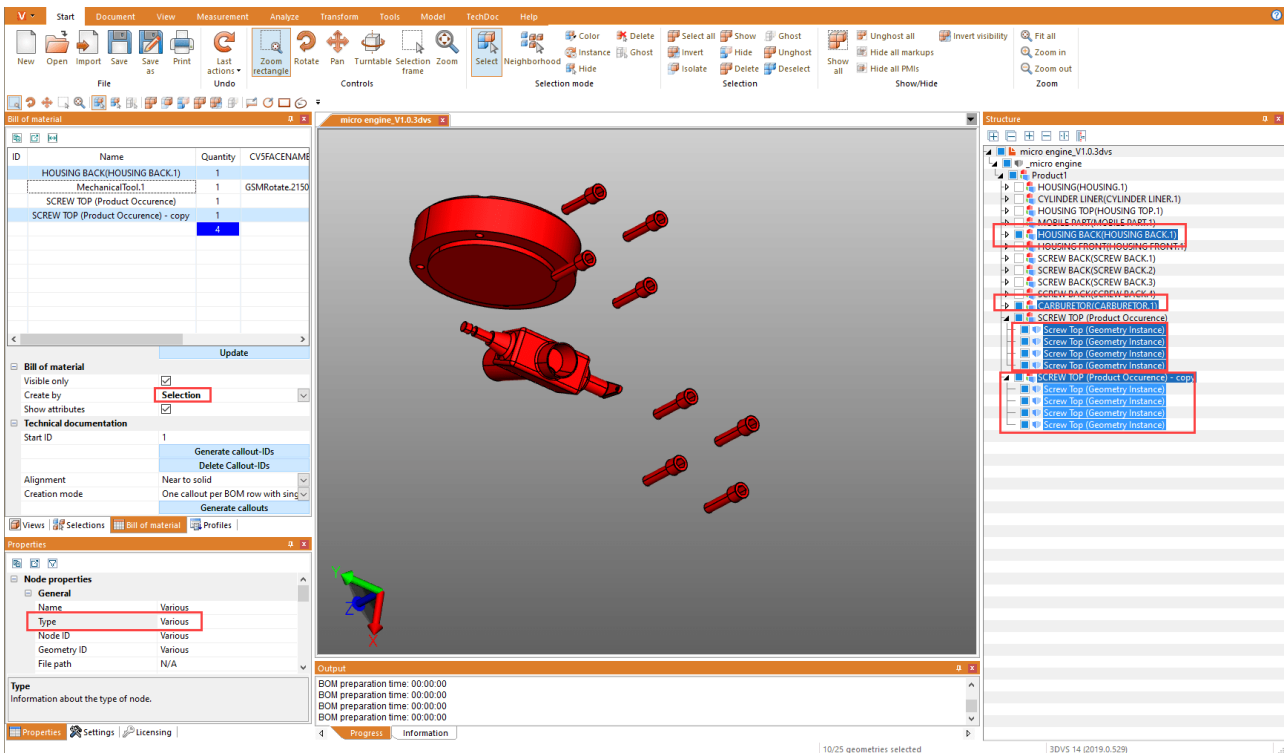 V Start Document View Measurement Analyze Transform Tools Model TechDoc Help
New Open Import Save Save as Print
File
Last actions
Undo
Zoom rectangle Rotate Pan Turntable Selection frame Zoom
Controls
Select Neighborhood Color Delete
Instance Ghost
Hide
Selection mode
Select all Show Ghost
Invert Hide Unghost
Isolate Delete Deselect
Selection
Show all Unghost all Invert visibility
Hide all markups
Hide all PMIs
Show/Hide
Fit all
Zoom in
Zoom out
Zoom
Bill of material
ID Name Quantity CV5FACENAME
HOUSING BACK(HOUSING BACK.1) 1
MechanicalTool.1 1 GSMRotate.2150
SCREW TOP (Product Occurence) 1
SCREW TOP (Product Occurence) - copy 1
4
Update
Bill of material
Visible only
Create by Selection
Show attributes
Technical documentation
Start ID 1
Generate callout-IDs
Delete Callout-IDs
Alignment Near to solid
Creation mode One callout per BOM row with sing
Generate callouts
Views Selections Bill of material Profiles
Properties
Node properties
General
Name Various
Type Various
Node ID Various
Geometry ID Various
File path N/A
Type
Information about the type of node.
Properties Settings Licensing
micro engine_V1.0.3dvs
Y
Z
X
Output
BOM preparation time: 00:00:00
BOM preparation time: 00:00:00
BOM preparation time: 00:00:00
BOM preparation time: 00:00:00
Progress Information
Structure
micro engine_V1.0.3dvs
_micro engine
Product1
HOUSING(HOUSING.1)
CYLINDER LINER(CYLINDER LINER.1)
HOUSING TOP(HOUSING TOP.1)
MOBILE PART(MOBILE PART.1)
HOUSING BACK(HOUSING BACK.1)
HOUSING FRONT(HOUSING FRONT.1)
SCREW BACK(SCREW BACK.1)
SCREW BACK(SCREW BACK.2)
SCREW BACK(SCREW BACK.3)
SCREW BACK(SCREW BACK.4)
CARBURETOR(CARBURETOR.1)
SCREW TOP (Product Occurence)
Screw Top (Geometry Instance)
Screw Top (Geometry Instance)
Screw Top (Geometry Instance)
Screw Top (Geometry Instance)
SCREW TOP (Product Occurence) - copy
Screw Top (Geometry Instance)
Screw Top (Geometry Instance)
Screw Top (Geometry Instance)
Screw Top (Geometry Instance)
10/25 geometries selected
3DVS 14 (2019.0.529)